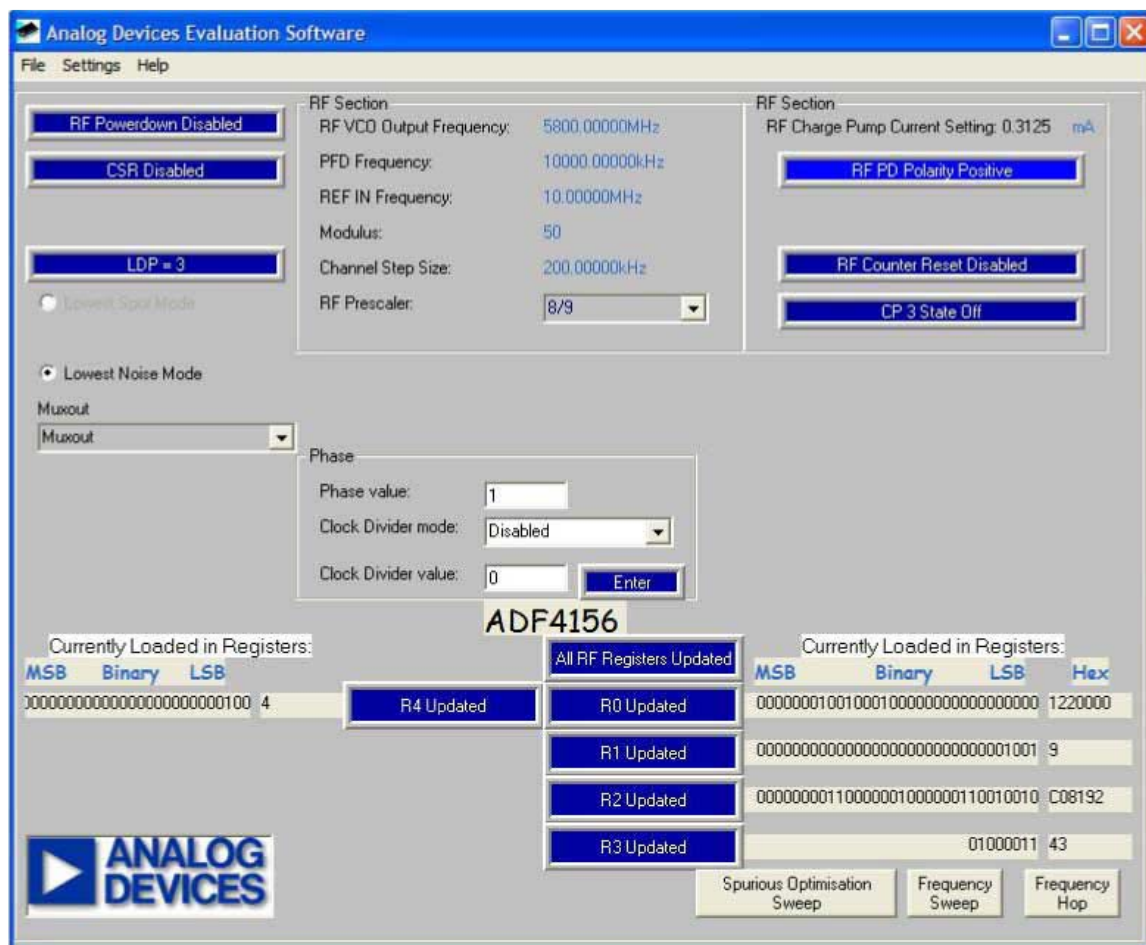 Analog Devices Evaluation Software
File Settings Help
RF Powerdown Disabled
CSR Disabled
LDP = 3
Lowest Spur Mode
Lowest Noise Mode
Muxout
Muxout
RF Section
RF VCO Output Frequency: 5800.00000MHz
PFD Frequency: 10000.00000kHz
REF IN Frequency: 10.00000MHz
Modulus: 50
Channel Step Size: 200.00000kHz
RF Prescaler: 8/9
RF Section
RF Charge Pump Current Setting: 0.3125 mA
RF PD Polarity Positive
RF Counter Reset Disabled
CP 3 State Off
Phase
Phase value: 1
Clock Divider mode: Disabled
Clock Divider value: 0 Enter
ADF4156
Currently Loaded in Registers:
MSB Binary LSB
4
R4 Updated
All RF Registers Updated
R0 Updated
R1 Updated
R2 Updated
R3 Updated
Currently Loaded in Registers:
MSB Binary LSB Hex
00000001001000100000000000000000 1220000
00000000000000000000000000001001 9
00000000110000001000000110010010 C08192
01000011 43
ANALOG
DEVICES
Spurious Optimisation
Sweep
Frequency
Sweep
Frequency
Hop